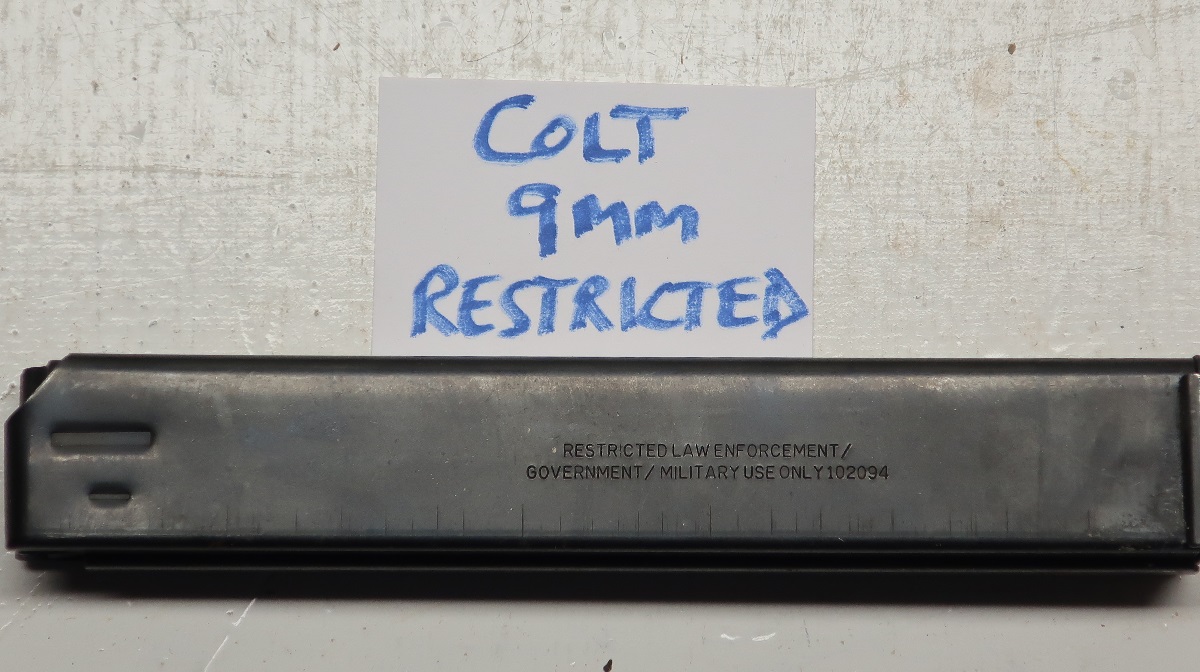 COLT
9mm
RESTRICTED
RESTRICTED LAW ENFORCEMENT/
GOVERNMENT/ MILITARY USE ONLY 102094